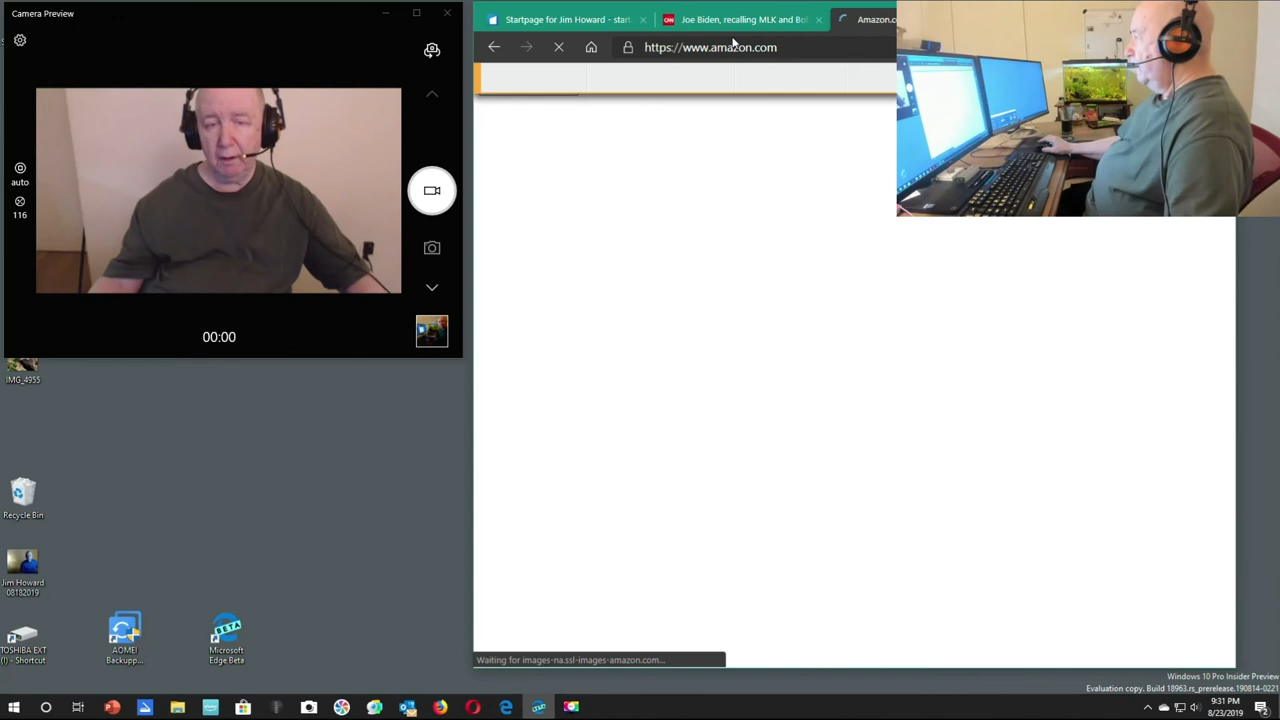 Camera Preview
auto
116
00:00
Startpage for Jim Howard - start
CNN
Joe Biden, recalling MLK and Bo
Amazon.c
https://www.amazon.com
Waiting for images-na.ssl-images-amazon.com...
IMG_4955
Recycle Bin
Jim Howard
08182019
TOSHIBA EXT
(I) - Shortcut
AOMEI
Backupp...
BETA
Microsoft
Edge Beta
Windows 10 Pro Insider Preview
Evaluation copy. Build 18963.rs_prerelease.190814-0221
9:31 PM
8/23/2019
2